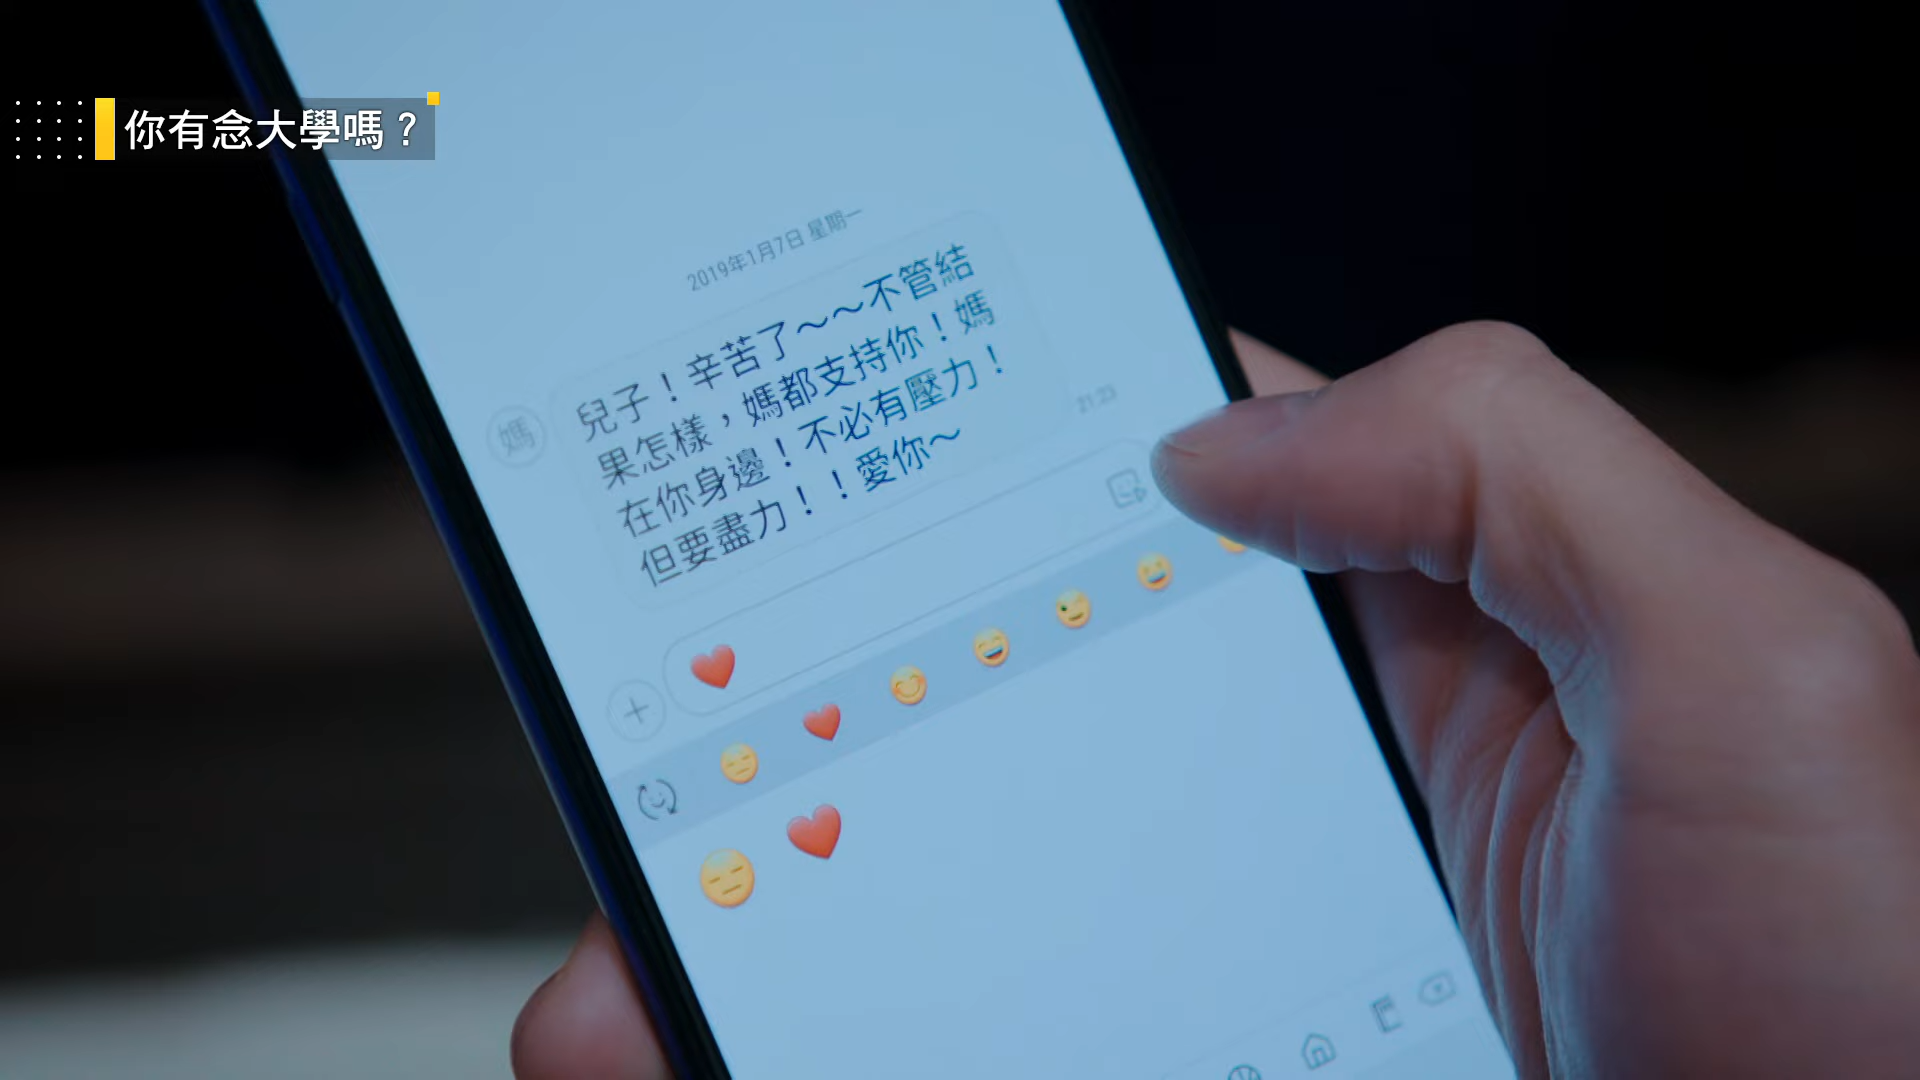 你有念大學嗎？
2019年1月7日 星期一
媽
兒子！辛苦了～～不管結
果怎樣，媽都支持你！媽
在你身邊！不必有壓力！
但要盡力！！愛你～
21:23